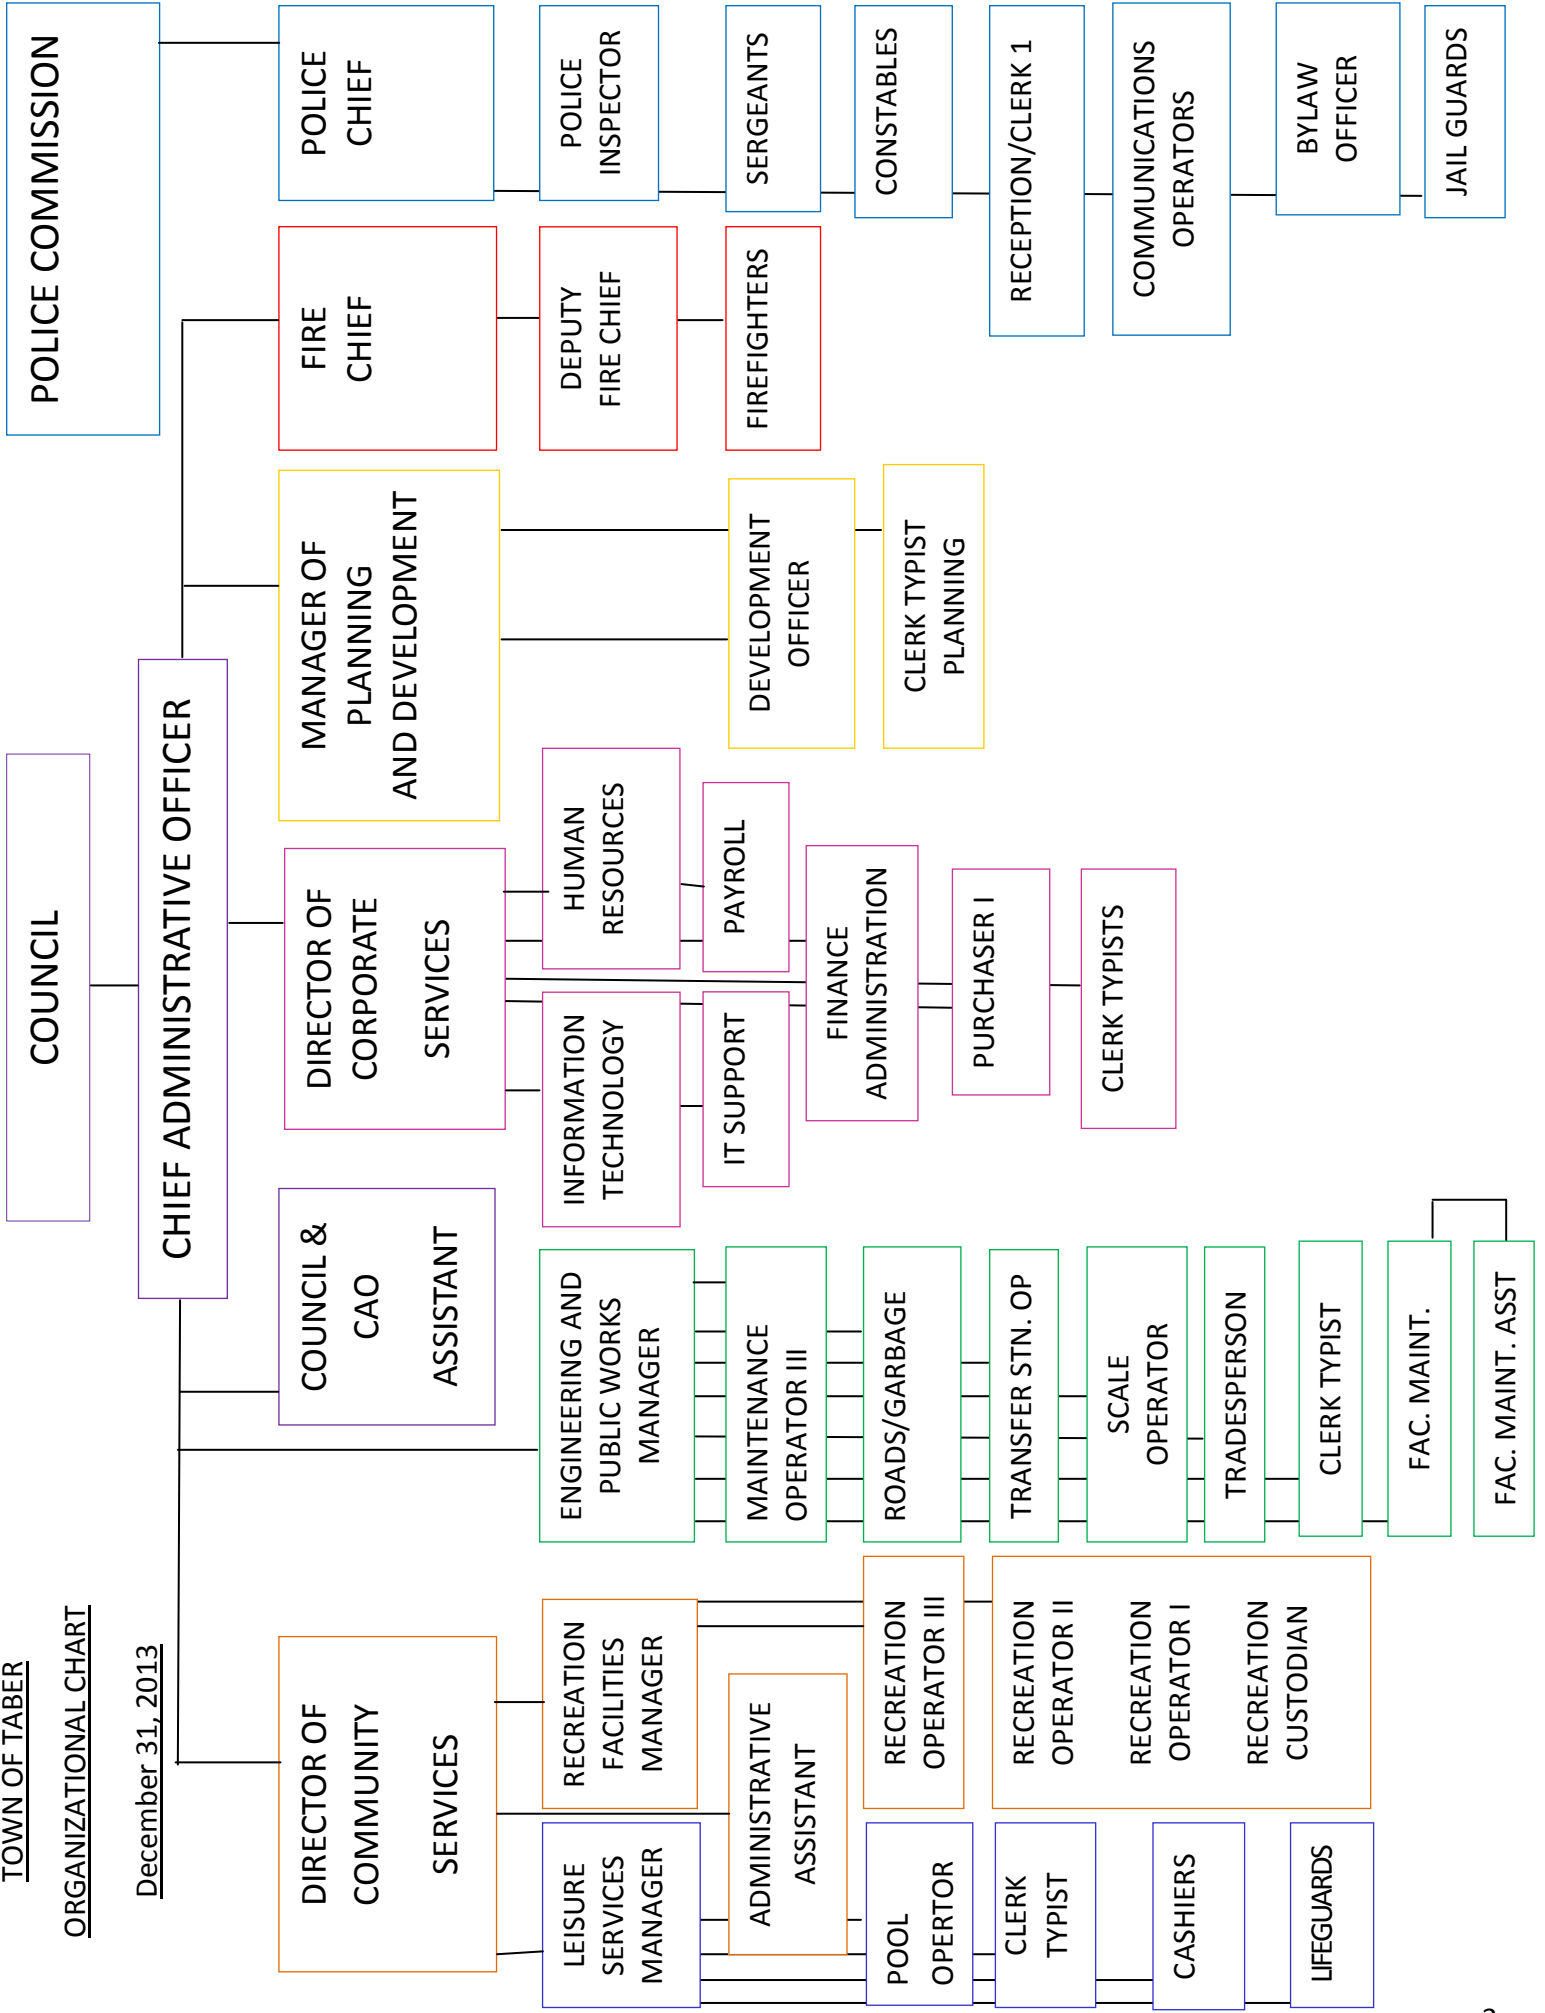 TOWN OF TABER
ORGANIZATIONAL CHART
December 31, 2013
COUNCIL
POLICE COMMISSION
CHIEF ADMINISTRATIVE OFFICER
DIRECTOR OF
COMMUNITY
SERVICES
COUNCIL &
CAO
ASSISTANT
DIRECTOR OF
CORPORATE
SERVICES
MANAGER OF
PLANNING
AND DEVELOPMENT
FIRE
CHIEF
POLICE
CHIEF
LEISURE
SERVICES
MANAGER
RECREATION
FACILITIES
MANAGER
ENGINEERING AND
PUBLIC WORKS
MANAGER
INFORMATION
TECHNOLOGY
HUMAN
RESOURCES
DEPUTY
FIRE CHIEF
POLICE
INSPECTOR
ADMINISTRATIVE
ASSISTANT
MAINTENANCE
OPERATOR III
IT SUPPORT
PAYROLL
DEVELOPMENT
OFFICER
FIREFIGHTERS
SERGEANTS
POOL
OPERTOR
RECREATION
OPERATOR III
ROADS/GARBAGE
FINANCE
ADMINISTRATION
CLERK TYPIST
PLANNING
CONSTABLES
CLERK
TYPIST
RECREATION
OPERATOR II
RECREATION
OPERATOR I
RECREATION
CUSTODIAN
TRANSFER STN. OP
PURCHASER I
RECEPTION/CLERK 1
SCALE
OPERATOR
CLERK TYPISTS
COMMUNICATIONS
OPERATORS
CASHIERS
TRADESPERSON
BYLAW
OFFICER
LIFEGUARDS
CLERK TYPIST
JAIL GUARDS
FAC. MAINT.
FAC. MAINT. ASST